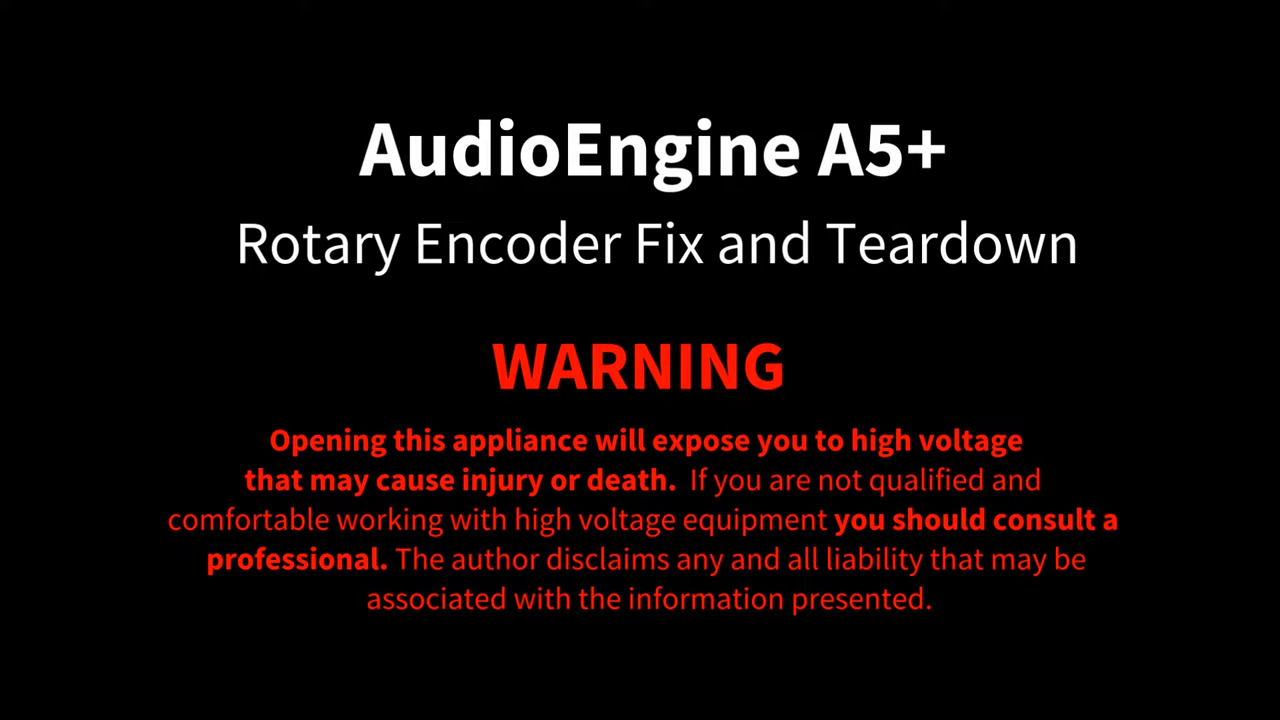 AudioEngine A5+
Rotary Encoder Fix and Teardown
WARNING
Opening this appliance will expose you to high voltage
that may cause injury or death. If you are not qualified and
comfortable working with high voltage equipment you should consult a
professional. The author disclaims any and all liability that may be
associated with the information presented.